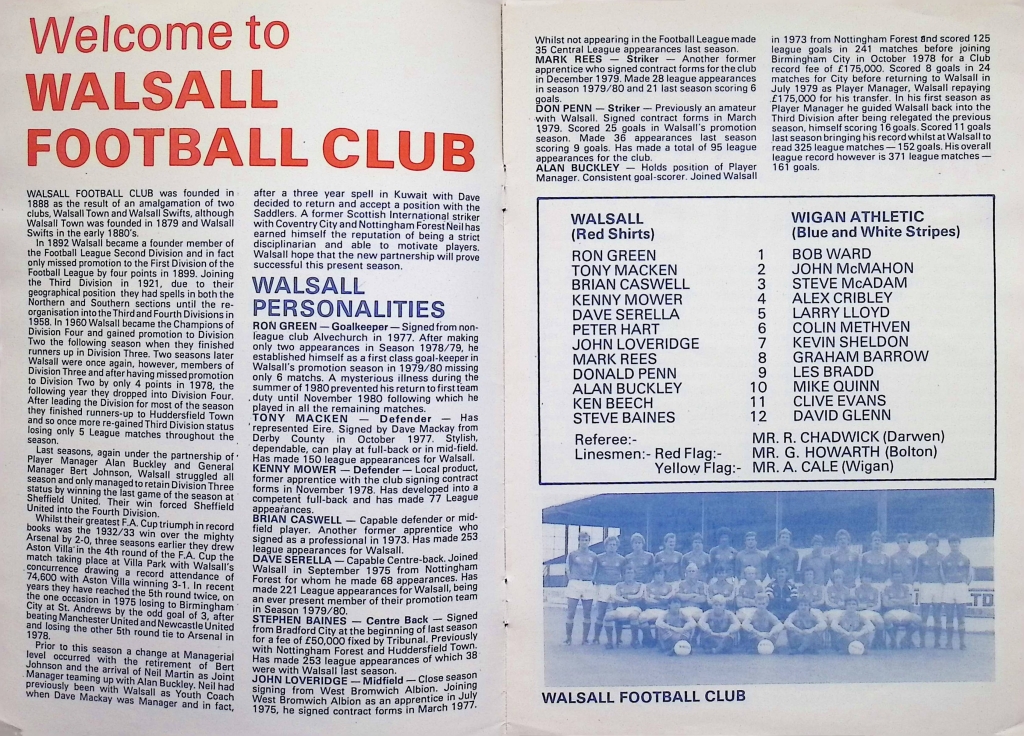 Welcome to
WALSALL
FOOTBALL CLUB
WALSALL FOOTBALL CLUB was founded in
1888 as the result of an amalgamation of two
clubs, Walsall Town and Walsall Swifts, although
Walsall Town was founded in 1879 and Walsall
Swifts in the early 1880's.
In 1892 Walsall became a founder member of
the Football League Second Division and in fact
only missed promotion to the First Division of the
Football League by four points in 1899. Joining
the Third Division in 1921, due to their
geographical position they had spells in both the
Northern and Southern sections until the re-
organisation into the Third and Fourth Divisions in
1958. In 1960 Walsall became the Champions of
Division Four and gained promotion to Division
Two the following season when they finished
runners up in Division Three. Two seasons later
Walsall were once again, however, members of
Division Three and after having missed promotion
to Division Two by only 4 points in 1978, the
following year they dropped into Division Four.
After leading the Division for most of the season
they finished runners-up to Huddersfield Town
and so once more re-gained Third Division status
losing only 5 League matches throughout the
season.
Last seasons, again under the partnership of
Player Manager Alan Buckley and General
Manager Bert Johnson, Walsall struggled all
season and only managed to retain Division Three
status by winning the last game of the season at
Sheffield United. Their win forced Sheffield
United into the Fourth Division.
Whilst their greatest F.A. Cup triumph in record
books was the 1932/33 win over the mighty
Arsenal by 2-0, three seasons earlier they drew
Aston Villa in the 4th round of the F.A. Cup the
match taking place at Villa Park with Walsall's
concurrence drawing a record attendance of
74,600 with Aston Villa winning 3-1. In recent
years they have reached the 5th round twice, on
the one occasion in 1975 losing to Birmingham
City at St. Andrews by the odd goal of 3, after
beating Manchester United and Newcastle United
and losing the other 5th round tie to Arsenal in
1978.
Prior to this season a change at Managerial
level occurred with the retirement of Bert
Johnson and the arrival of Neil Martin as Joint
Manager teaming up with Alan Buckley. Neil had
previously been with Walsall as Youth Coach
when Dave Mackay was Manager and in fact,
after a three year spell in Kuwait with Dave
decided to return and accept a position with the
Saddlers. A former Scottish International striker
with Coventry City and Nottingham Forest Neil has
earned himself the reputation of being a strict
disciplinarian and able to motivate players.
Walsall hope that the new partnership will prove
successful this present season.
WALSALL
PERSONALITIES
RON GREEN — Goalkeeper — Signed from non-
league club Alvechurch in 1977. After making
only two appearances in Season 1978/79, he
established himself as a first class goal-keeper in
Walsall's promotion season in 1979/80 missing
only 6 matchs. A mysterious illness during the
summer of 1980 prevented his return to first team
duty until November 1980 following which he
played in all the remaining matches.
TONY MACKEN — Defender — Has
represented Eire. Signed by Dave Mackay from
Derby County in October 1977. Stylish,
dependable, can play at full-back or in mid-field.
Has made 150 league appearances for Walsall.
KENNY MOWER — Defender — Local product,
former apprentice with the club signing contract
forms in November 1978. Has developed into a
competent full-back and has made 77 League
appearances.
BRIAN CASWELL — Capable defender or mid-
field player. Another former apprentice who
signed as a professional in 1973. Has made 253
league appearances for Walsall.
DAVE SERELLA — Capable Centre-back. Joined
Walsall in September 1975 from Nottingham
Forest for whom he made 68 appearances. Has
made 221 League appearances for Walsall, being
an ever present member of their promotion team
in Season 1979/80.
STEPHEN BAINES — Centre Back — Signed
from Bradford City at the beginning of last season
for a fee of £50,000 fixed by Tribunal. Previously
with Nottingham Forest and Huddersfield Town.
Has made 253 league appearances of which 38
were with Walsall last season.
JOHN LOVERIDGE — Midfield — Close season
signing from West Bromwich Albion. Joining
West Bromwich Albion as an apprentice in July
1975, he signed contract forms in March 1977.
Whilst not appearing in the Football League made
35 Central League appearances last season.
MARK REES — Striker — Another former
apprentice who signed contract forms for the club
in December 1979. Made 28 league appearances
in season 1979/80 and 21 last season scoring 6
goals.
DON PENN — Striker — Previously an amateur
with Walsall. Signed contract forms in March
1979. Scored 25 goals in Walsall's promotion
season. Made 36 appearances last season
scoring 9 goals. Has made a total of 95 league
appearances for the club.
ALAN BUCKLEY — Holds position of Player
Manager. Consistent goal-scorer. Joined Walsall
in 1973 from Nottingham Forest and scored 125
league goals in 241 matches before joining
Birmingham City in October 1978 for a Club
record fee of £175,000. Scored 8 goals in 24
matches for City before returning to Walsall in
July 1979 as Player Manager, Walsall repaying
£175,000 for his transfer. In his first season as
Player Manager he guided Walsall back into the
Third Division after being relegated the previous
season, himself scoring 16 goals. Scored 11 goals
last season bringing his record whilst at Walsall to
read 325 league matches — 152 goals. His overall
league record however is 371 league matches —
161 goals.
WALSALL WIGAN ATHLETIC
(Red Shirts) (Blue and White Stripes)
RON GREEN 1 BOB WARD
TONY MACKEN 2 JOHN McMAHON
BRIAN CASWELL 3 STEVE McADAM
KENNY MOWER 4 ALEX CRIBLEY
DAVE SERELLA 5 LARRY LLOYD
PETER HART 6 COLIN METHVEN
JOHN LOVERIDGE 7 KEVIN SHELDON
MARK REES 8 GRAHAM BARROW
DONALD PENN 9 LES BRADD
ALAN BUCKLEY 10 MIKE QUINN
KEN BEECH 11 CLIVE EVANS
STEVE BAINES 12 DAVID GLENN
Referee:- MR. R. CHADWICK (Darwen)
Linesmen:- Red Flag:- MR. G. HOWARTH (Bolton)
Yellow Flag:- MR. A. CALE (Wigan)
WALSALL FOOTBALL CLUB